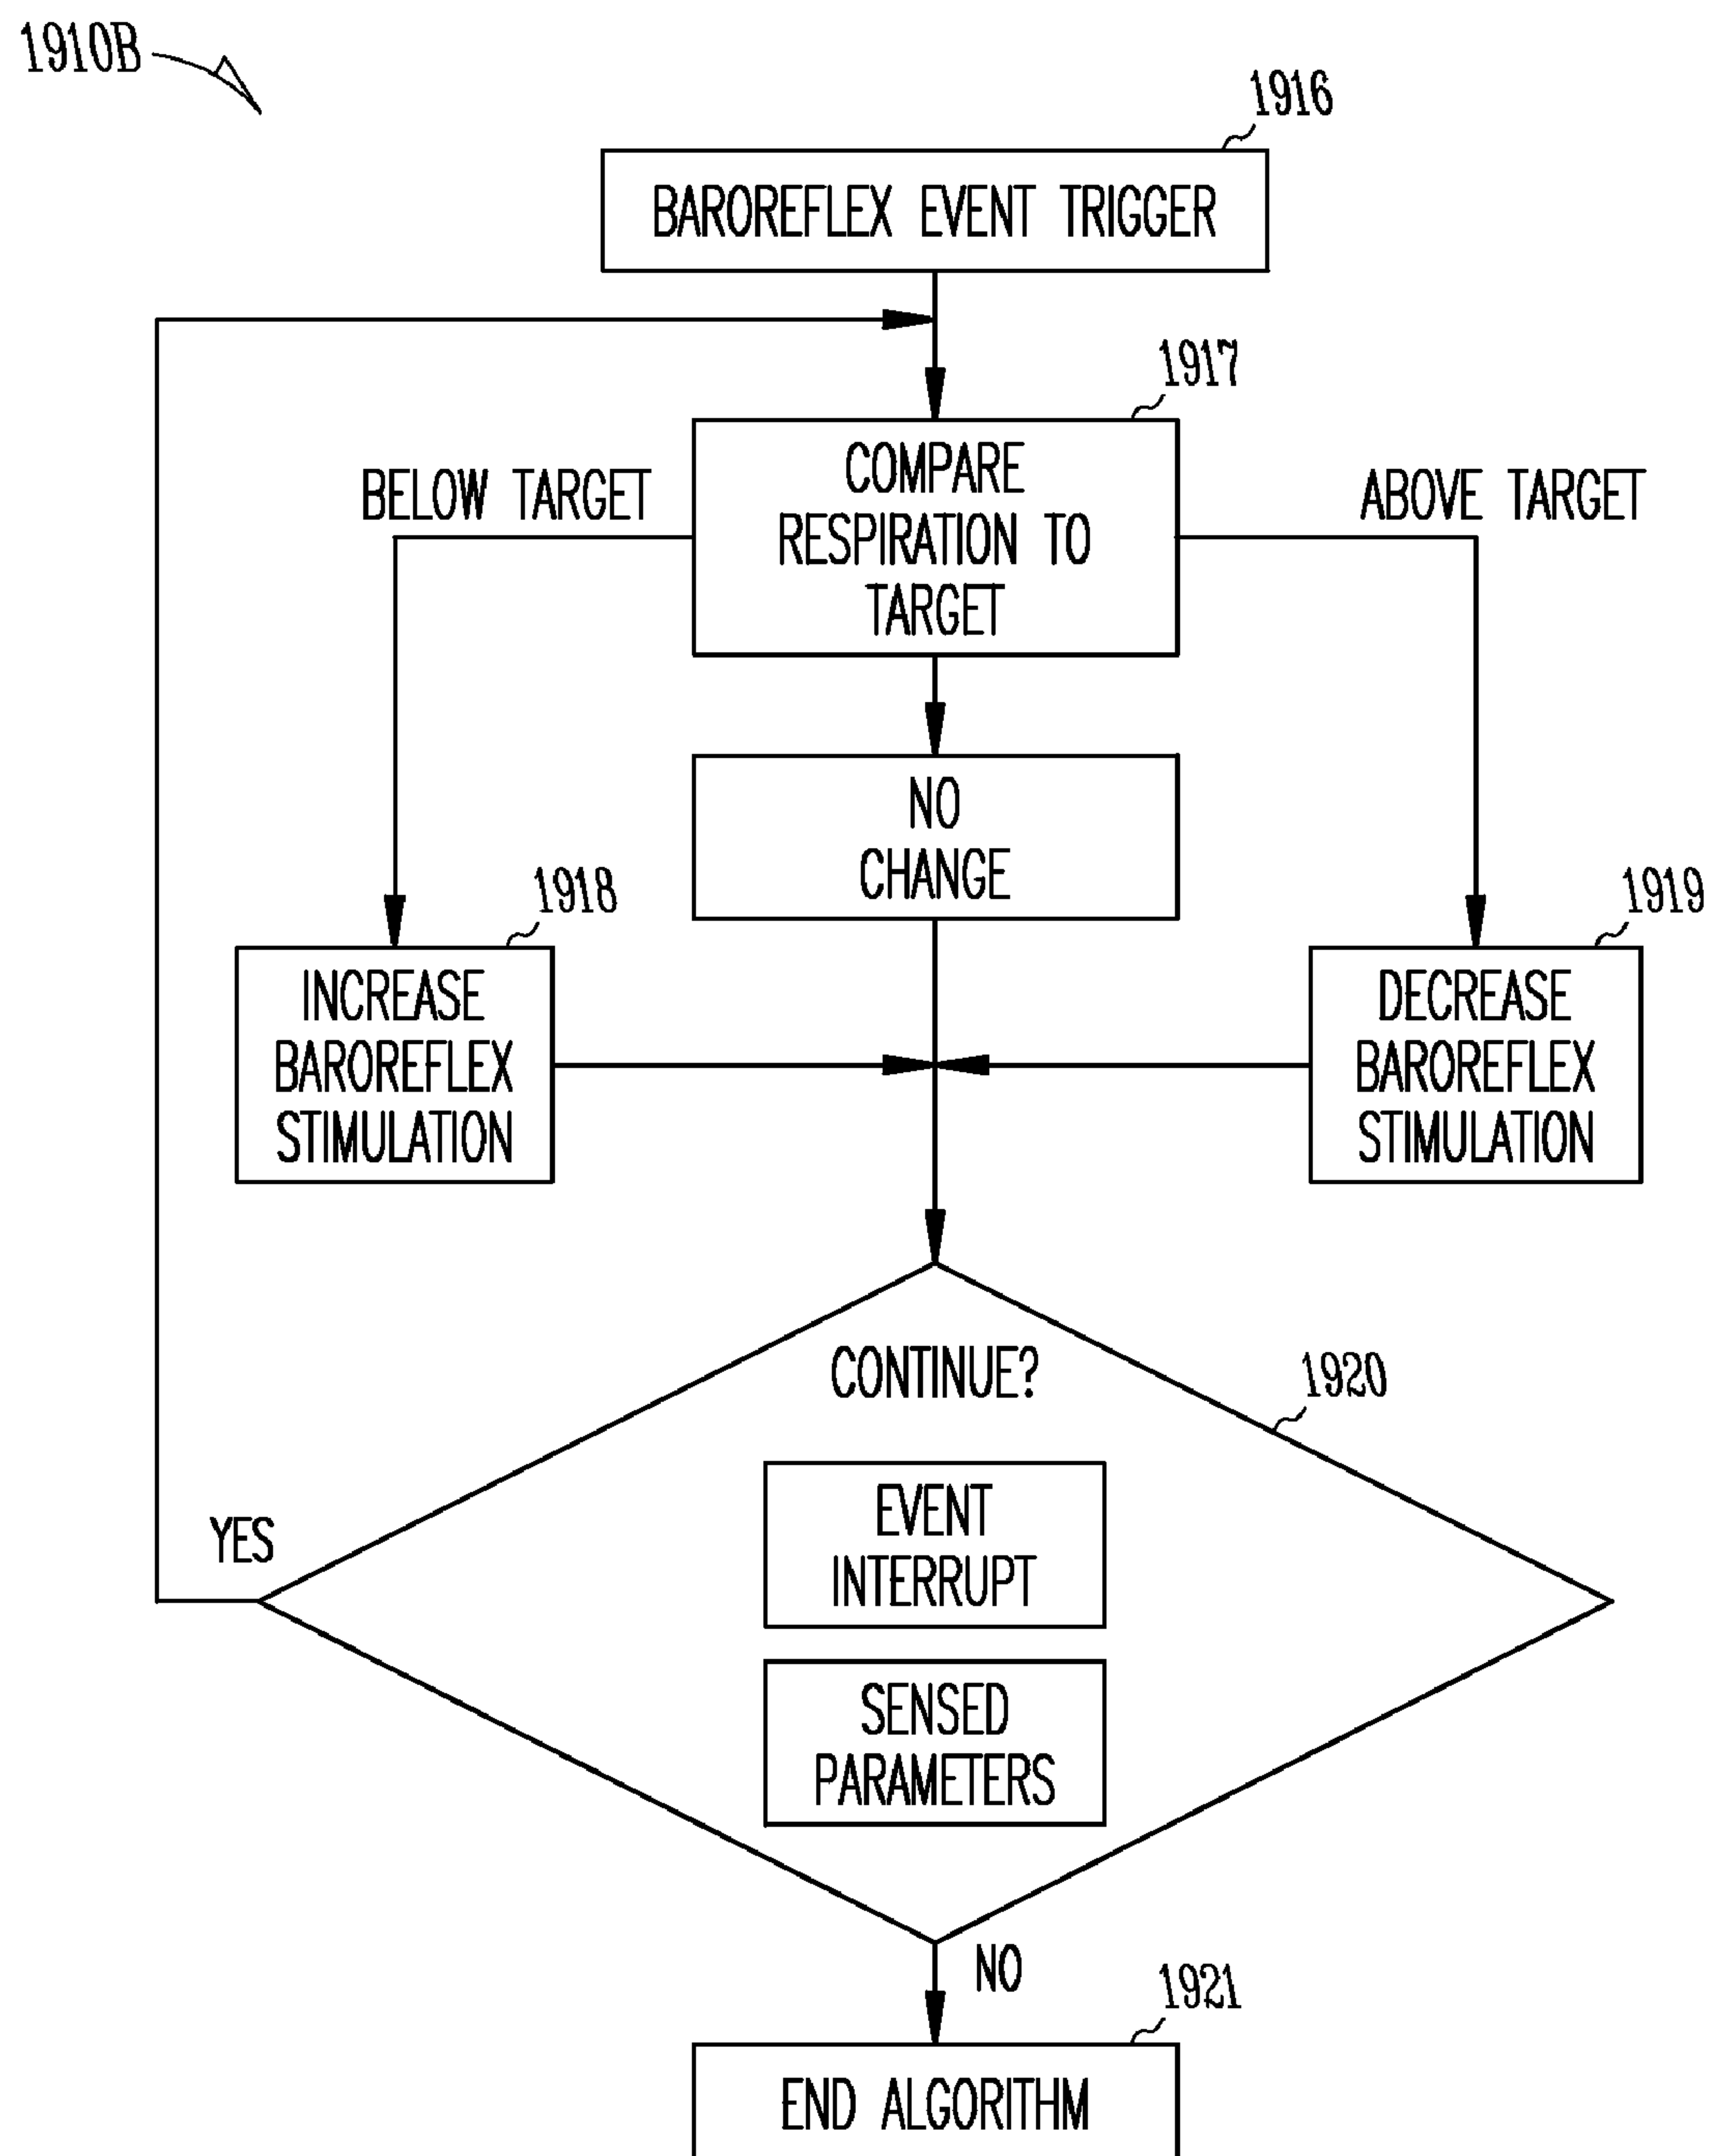 1910B
1916
BAROREFLEX EVENT TRIGGER
1917
COMPARE
RESPIRATION TO
TARGET
BELOW TARGET
ABOVE TARGET
NO
CHANGE
1918
INCREASE
BAROREFLEX
STIMULATION
1919
DECREASE
BAROREFLEX
STIMULATION
CONTINUE?
1920
EVENT
INTERRUPT
YES
SENSED
PARAMETERS
NO
1921
END ALGORITHM